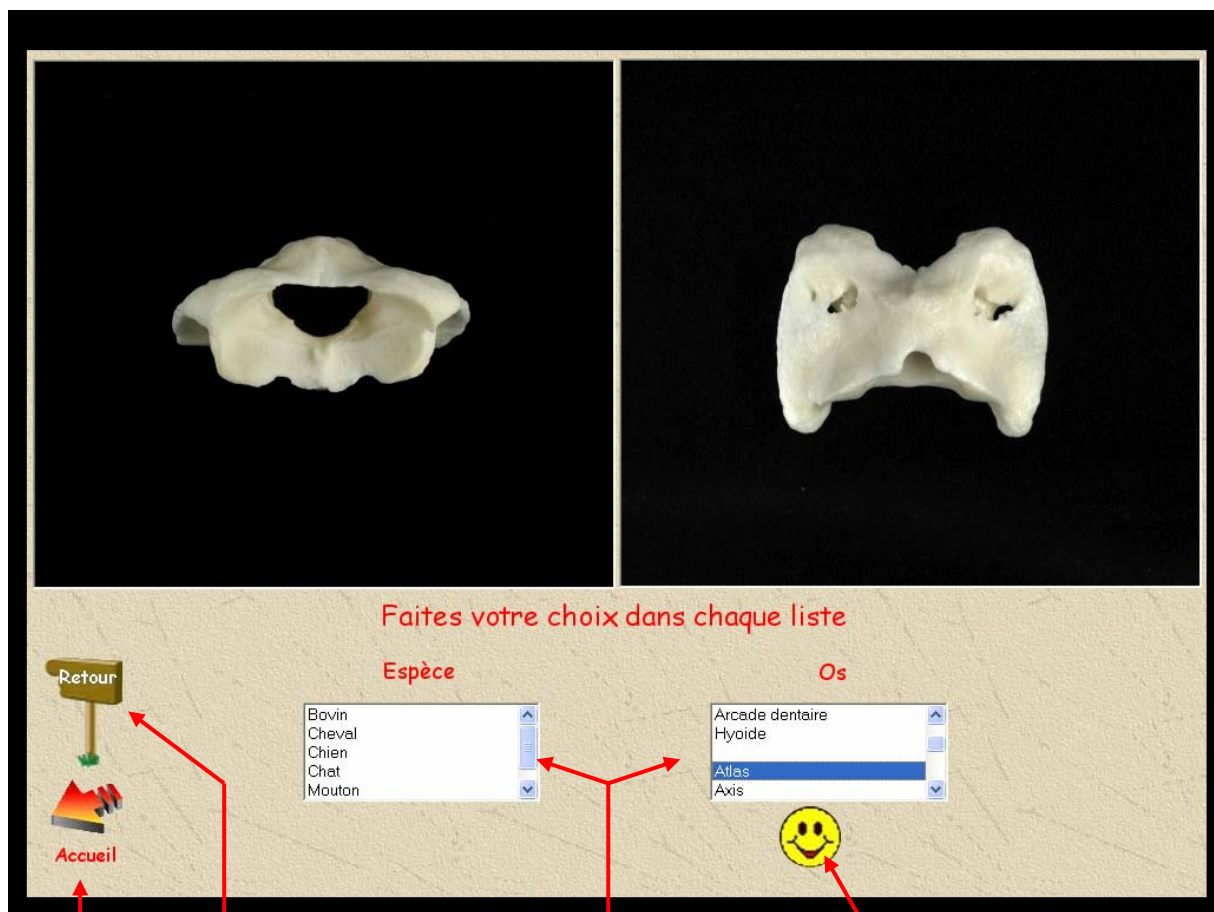 Faites votre choix dans chaque liste
Retour
Espèce
Os
Bovin
Cheval
Chien
Chat
Mouton
Arcade dentaire
Hyoide
Atlas
Axis
Accueil